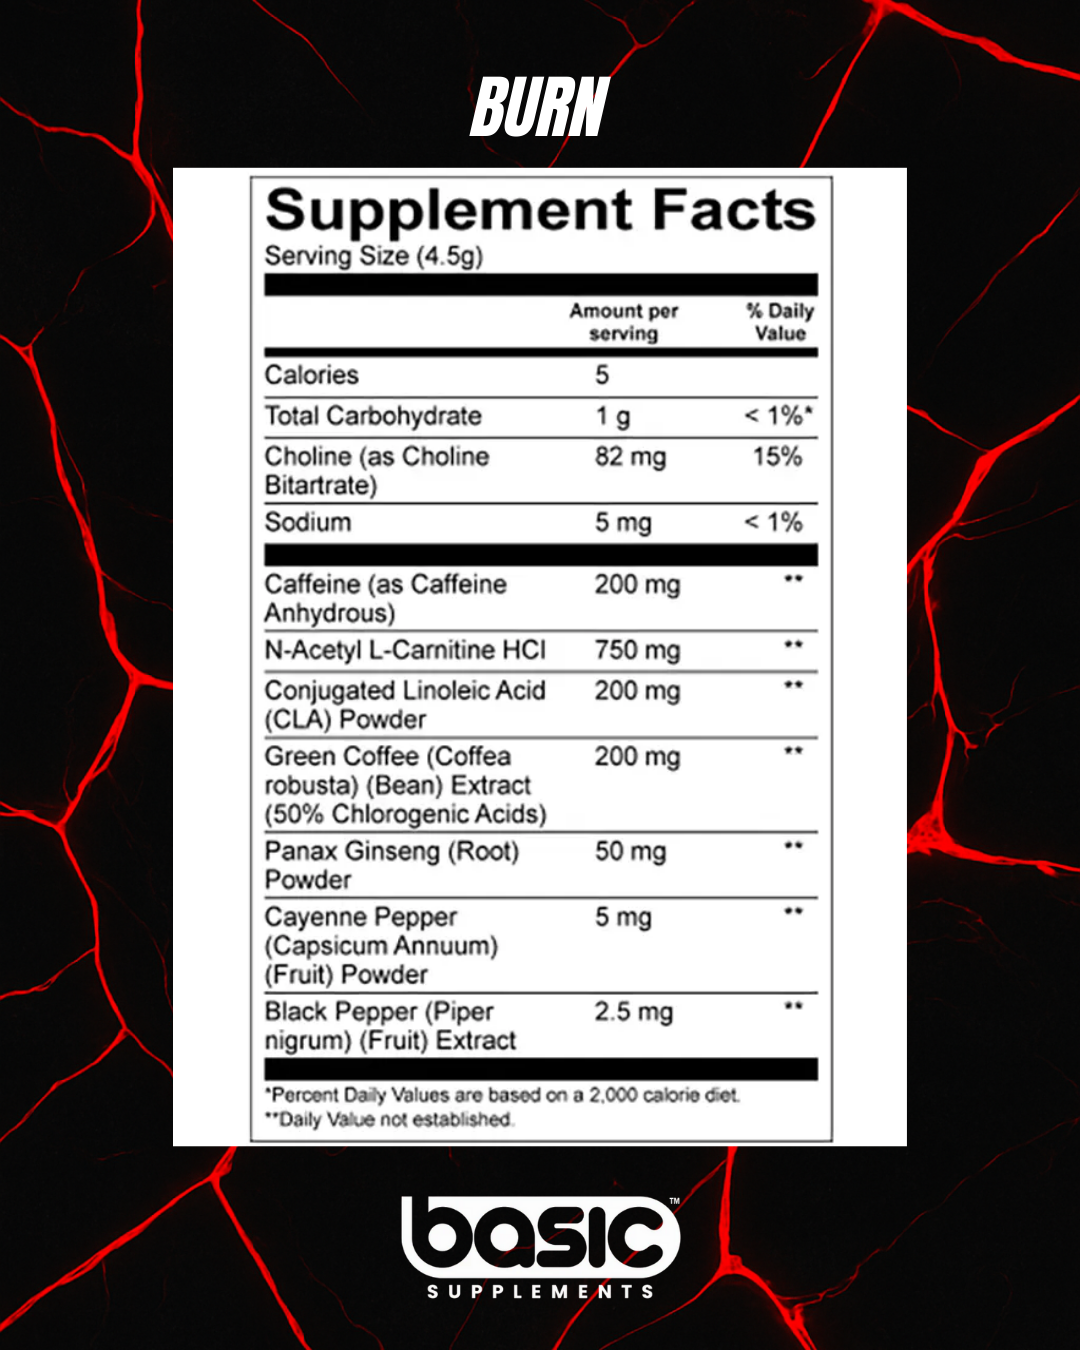 BURN
Supplement Facts
Serving Size (4.5g)
Amount per serving % Daily Value
Calories 5
Total Carbohydrate 1 g < 1%*
Choline (as Choline Bitartrate) 82 mg 15%
Sodium 5 mg < 1%
Caffeine (as Caffeine Anhydrous) 200 mg **
N-Acetyl L-Carnitine HCl 750 mg **
Conjugated Linoleic Acid (CLA) Powder 200 mg **
Green Coffee (Coffea robusta) (Bean) Extract (50% Chlorogenic Acids) 200 mg **
Panax Ginseng (Root) Powder 50 mg **
Cayenne Pepper (Capsicum Annuum) (Fruit) Powder 5 mg **
Black Pepper (Piper nigrum) (Fruit) Extract 2.5 mg **
*Percent Daily Values are based on a 2,000 calorie diet.
**Daily Value not established.
basic™
SUPPLEMENTS